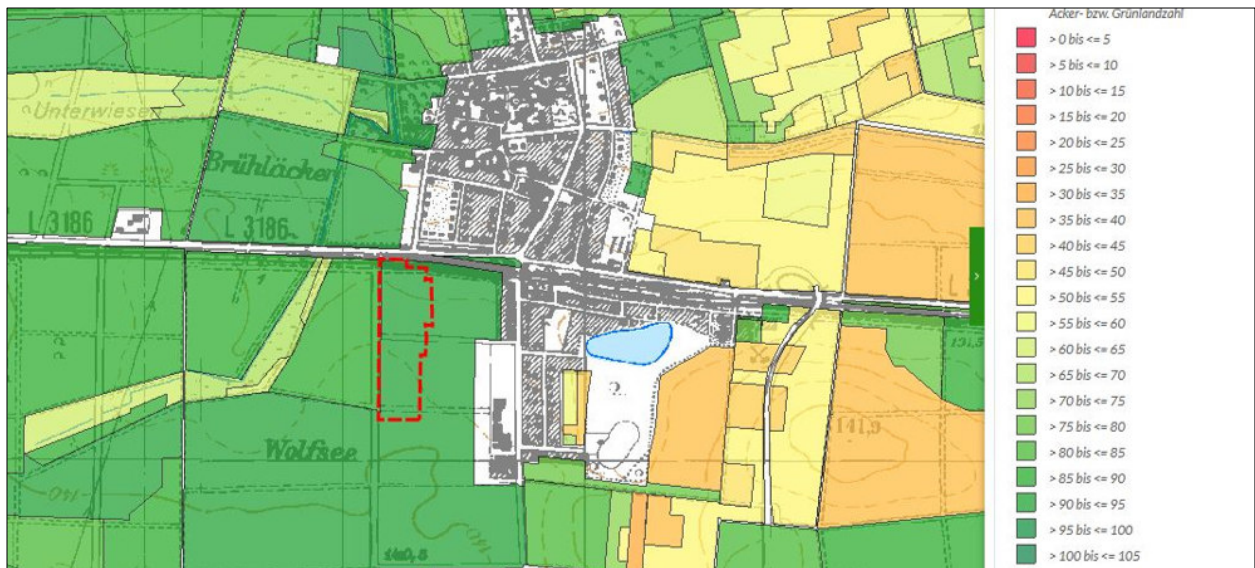 Acker- bzw. Grünlandzahl
> 0 bis <= 5
> 5 bis <= 10
> 10 bis <= 15
> 15 bis <= 20
> 20 bis <= 25
> 25 bis <= 30
> 30 bis <= 35
> 35 bis <= 40
> 40 bis <= 45
> 45 bis <= 50
> 50 bis <= 55
> 55 bis <= 60
> 60 bis <= 65
> 65 bis <= 70
> 70 bis <= 75
> 75 bis <= 80
> 80 bis <= 85
> 85 bis <= 90
> 90 bis <= 95
> 95 bis <= 100
> 100 bis <= 105
Unterwiesen
Brühläcker
L 3186
L 3186
Wolfsee
141,9
140
140